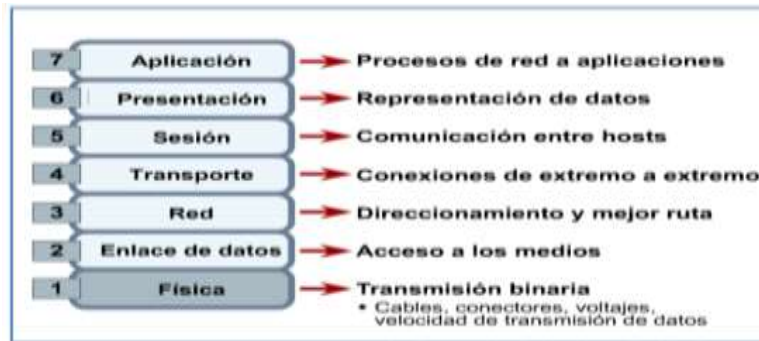 7 Aplicación Procesos de red a aplicaciones
6 Presentación Representación de datos
5 Sesión Comunicación entre hosts
4 Transporte Conexiones de extremo a extremo
3 Red Direccionamiento y mejor ruta
2 Enlace de datos Acceso a los medios
1 Física Transmisión binaria
• Cables, conectores, voltajes,
velocidad de transmisión de datos